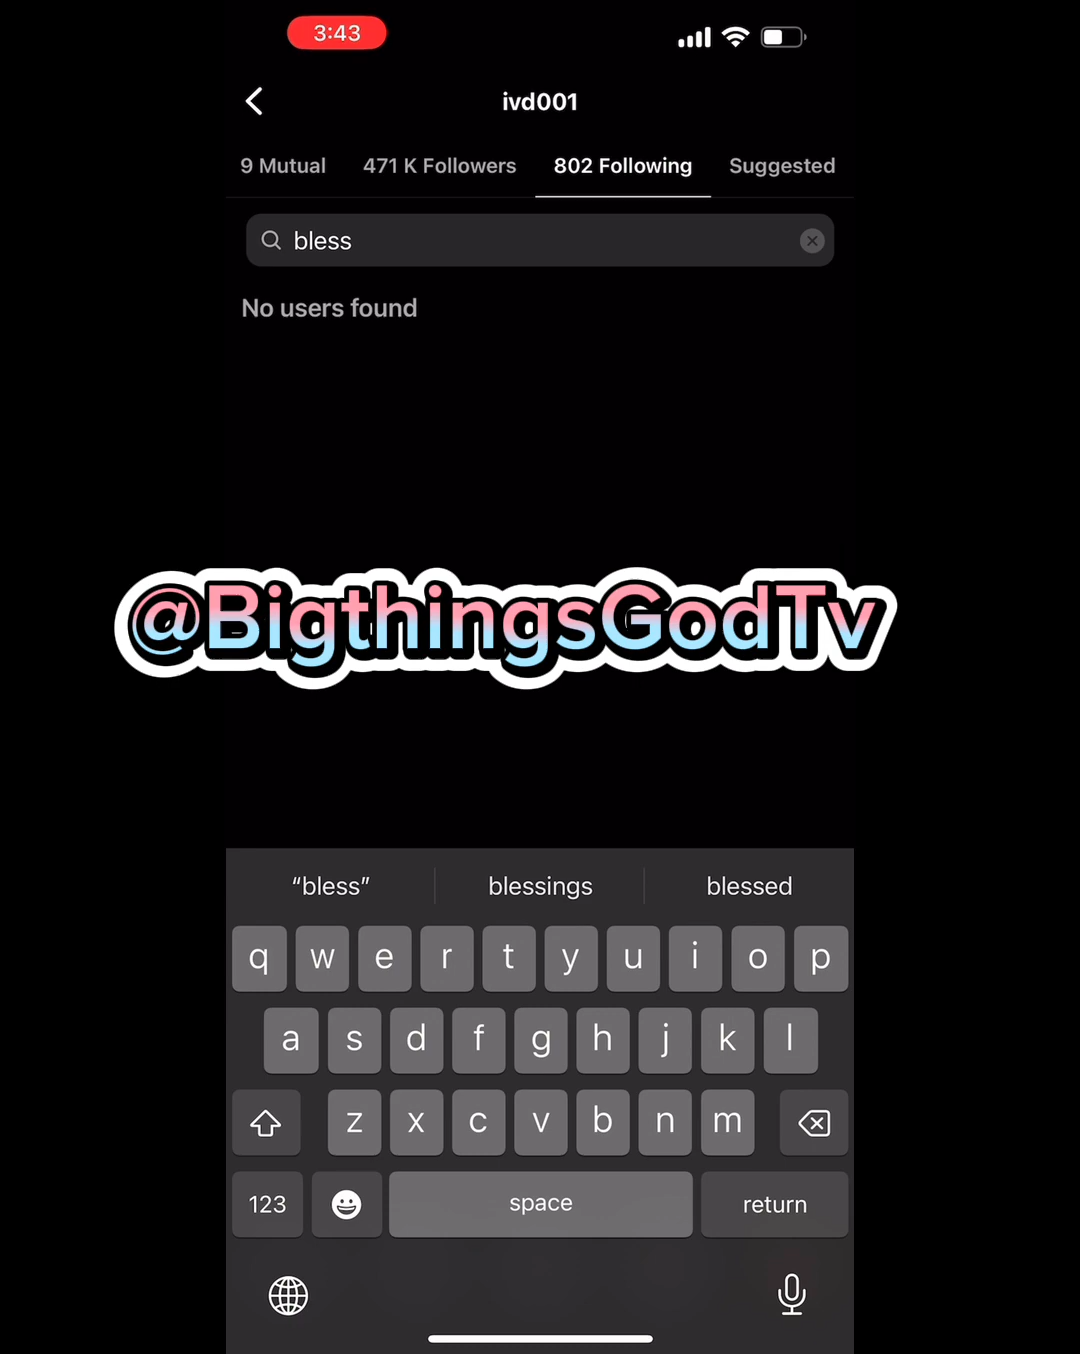 3:43
ivd001
9 Mutual 471 K Followers 802 Following Suggested
bless
No users found
@BigthingsGodTv
“bless” blessings blessed
q w e r t y u i o p
a s d f g h j k l
z x c v b n m
123 space return